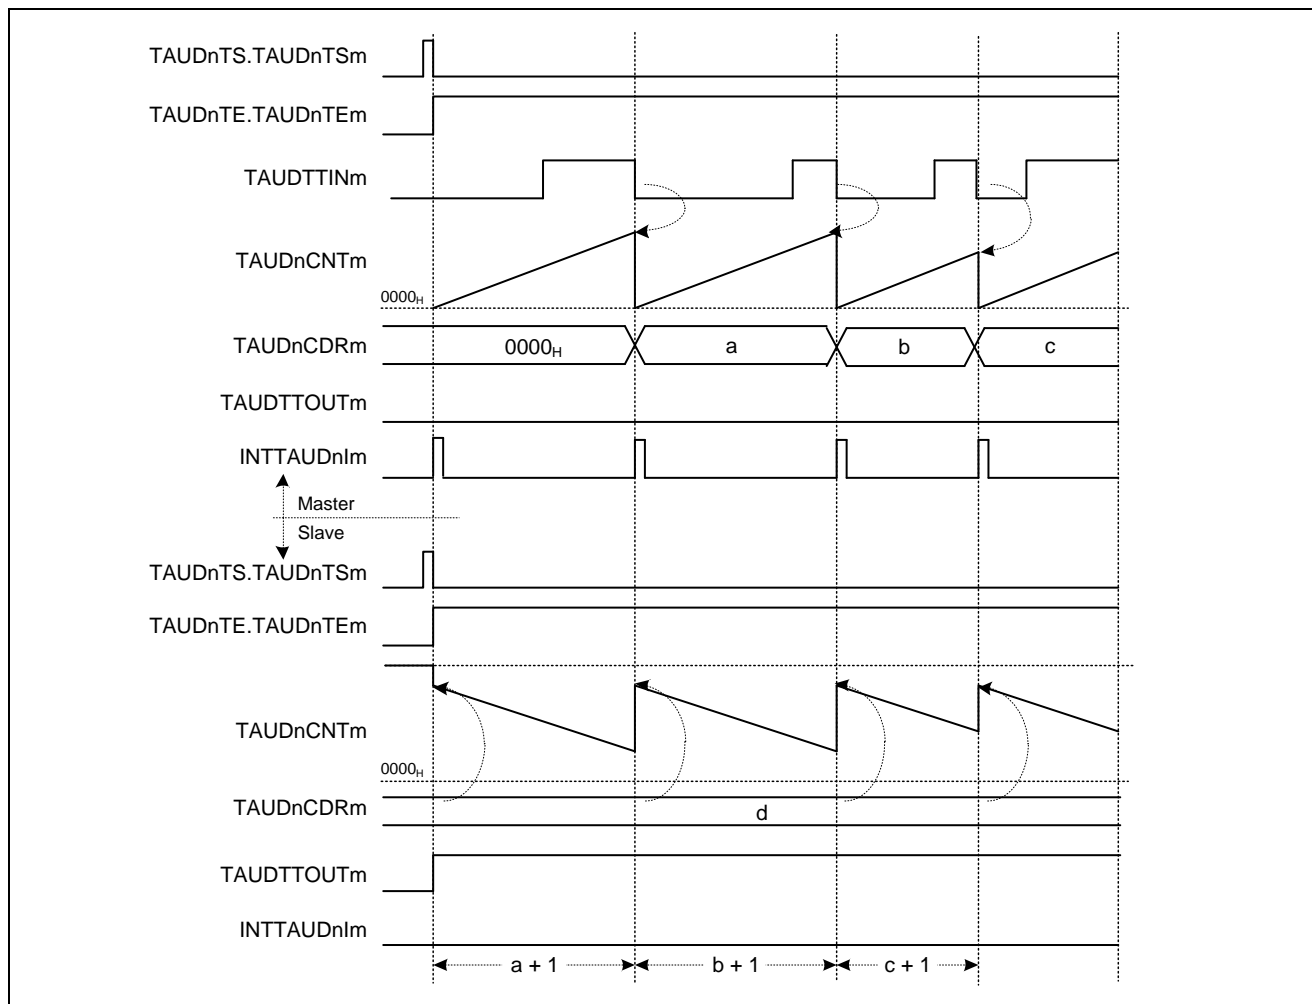 TAUDnTS.TAUDnTSm
TAUDnTE.TAUDnTEm
TAUDTTINm
TAUDnCNTm
0000H
TAUDnCDRm
0000H a b c
TAUDTTOUTm
INTTAUDnIm
Master
Slave
TAUDnTS.TAUDnTSm
TAUDnTE.TAUDnTEm
TAUDnCNTm
0000H
TAUDnCDRm
d
TAUDTTOUTm
INTTAUDnIm
a + 1 b + 1 c + 1